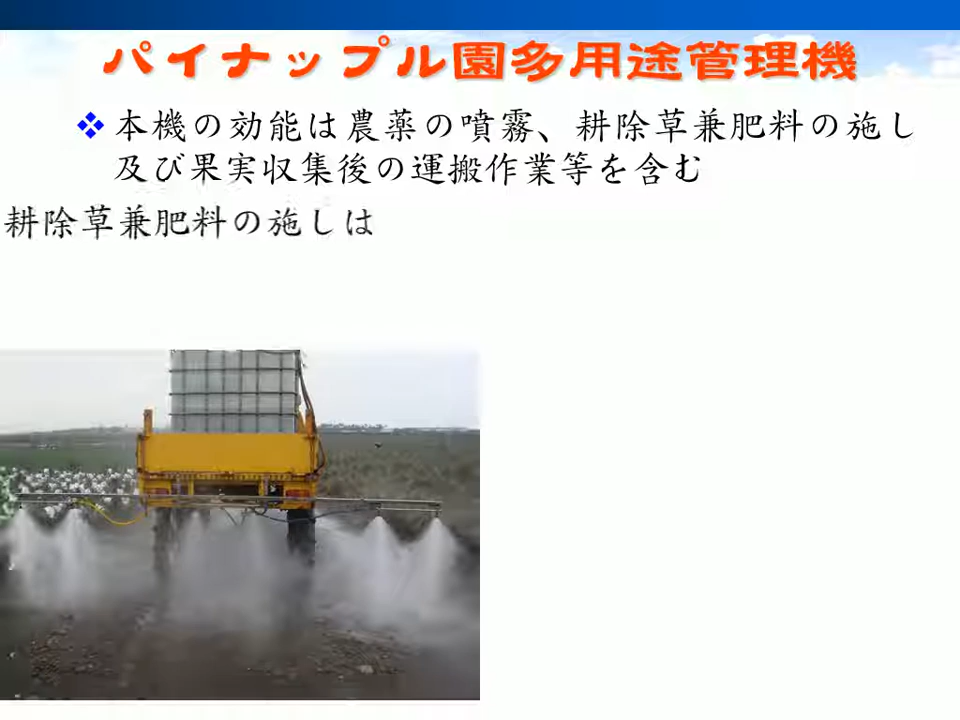 パイナップル園多用途管理機
❖本機の効能は農薬の噴霧、耕除草兼肥料の施し
及び果実収集後の運搬作業等を含む
耕除草兼肥料の施しは